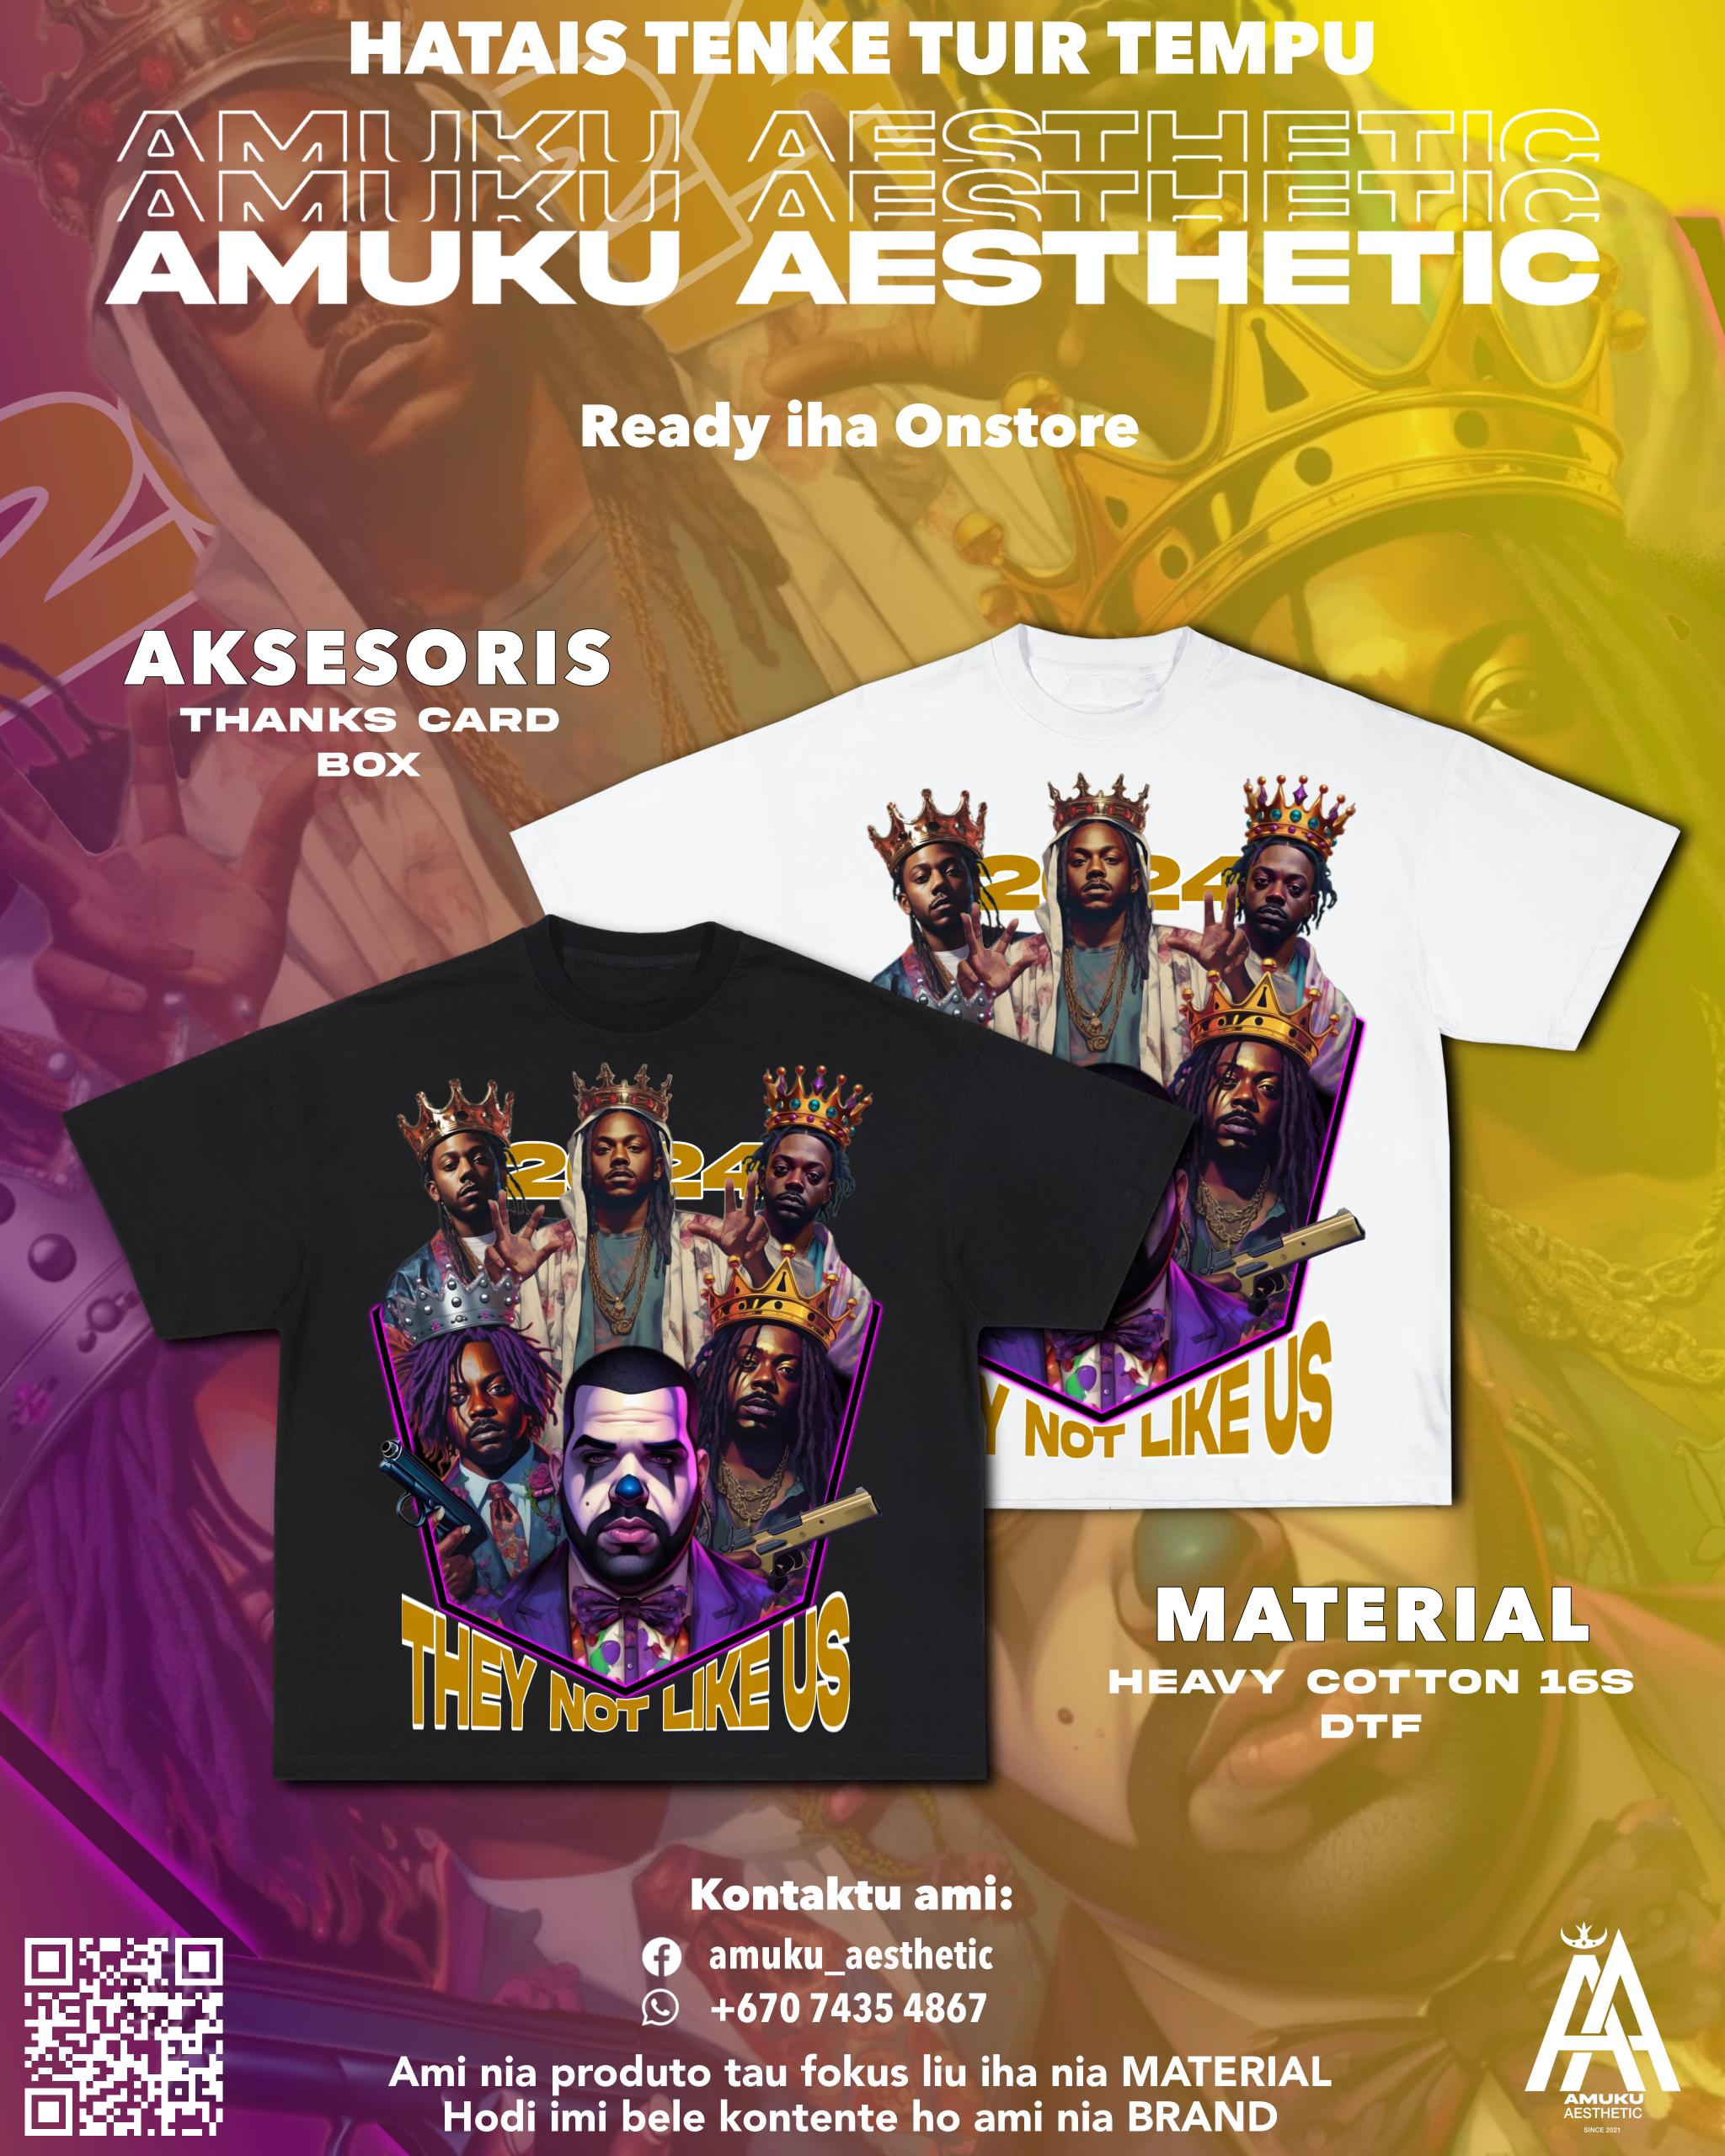 HATAIS TENKE TUIR TEMPU
AMUKU AESTHETIC
AMUKU AESTHETIC
AMUKU AESTHETIC
Ready iha Onstore
AKSESORIS
THANKS CARD
BOX
2024
NOT LIKE US
2024
THEY NOT LIKE US
MATERIAL
HEAVY COTTON 16S
DTF
Kontaktu ami:
amuku_aesthetic
+670 7435 4867
Ami nia produto tau fokus liu iha nia MATERIAL
Hodi imi bele kontente ho ami nia BRAND
AMUKU
AESTHETIC
SINCE 2021